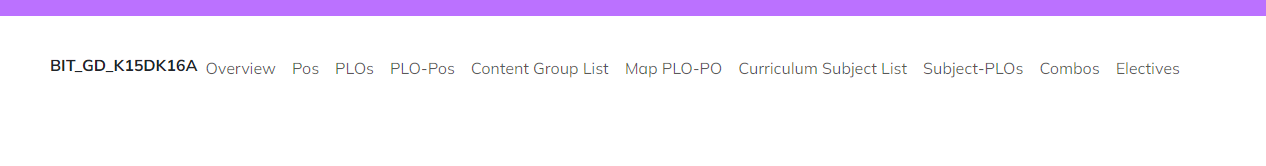 BIT_GD_K15DK16A Overview Pos PLOs PLO-Pos Content Group List Map PLO-PO Curriculum Subject List Subject-PLOs Combos Electives